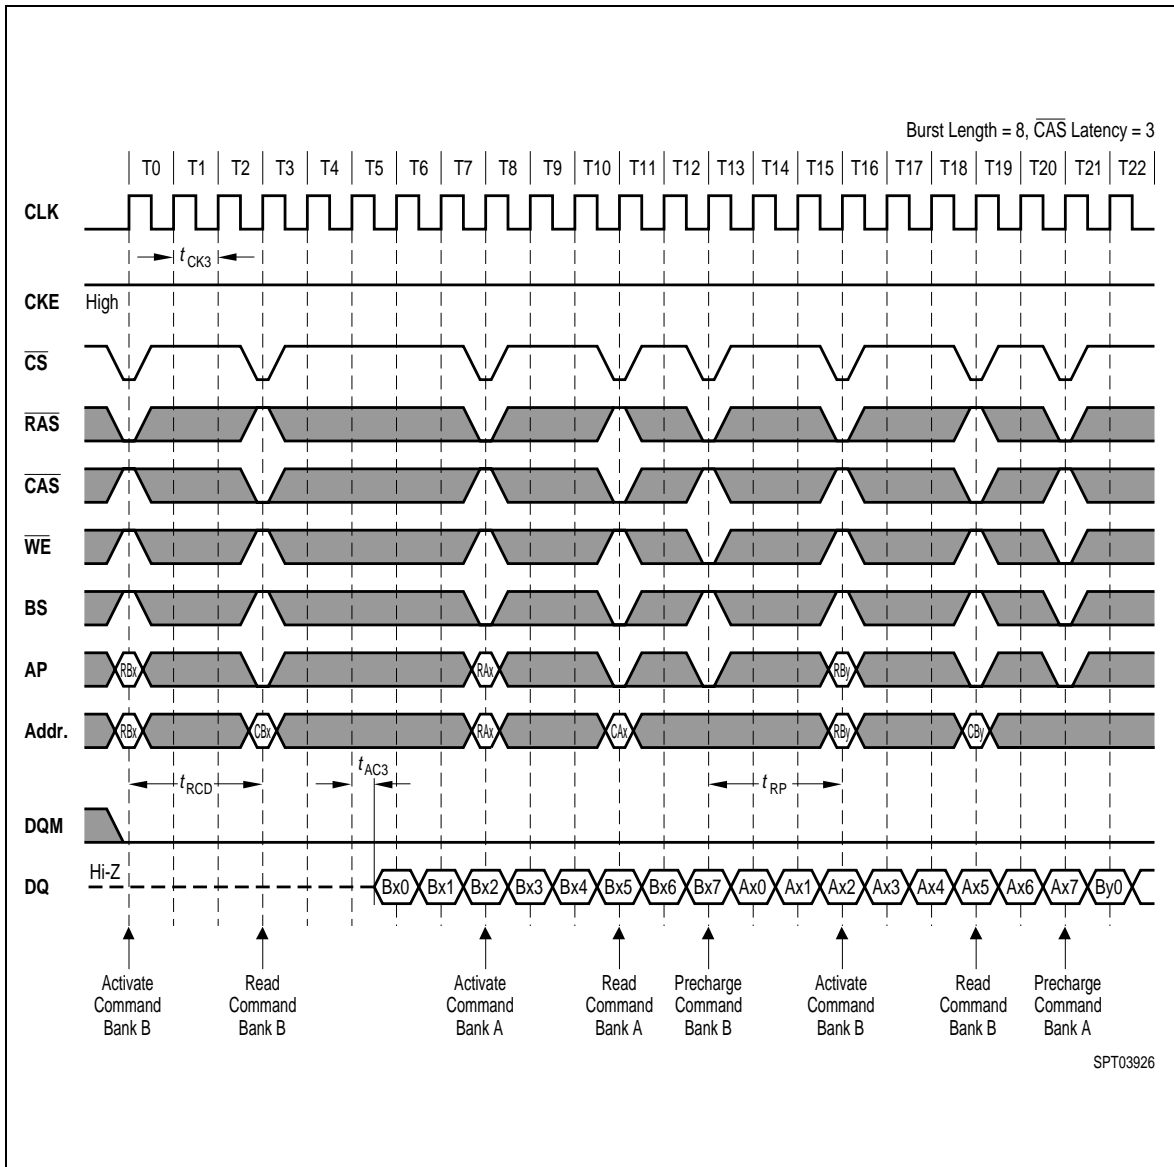 Burst Length = 8, CAS Latency = 3
T0 T1 T2 T3 T4 T5 T6 T7 T8 T9 T10 T11 T12 T13 T14 T15 T16 T17 T18 T19 T20 T21 T22
CLK
tCK3
CKE High
CS
RAS
CAS
WE
BS
AP RBx RAx RBy
Addr. RBx CBx RAx CAx RBy CBy
tRCD tAC3 tRP
DQM
DQ Hi-Z Bx0 Bx1 Bx2 Bx3 Bx4 Bx5 Bx6 Bx7 Ax0 Ax1 Ax2 Ax3 Ax4 Ax5 Ax6 Ax7 By0
Activate Command Bank B
Read Command Bank B
Activate Command Bank A
Read Command Bank A
Precharge Command Bank B
Activate Command Bank B
Read Command Bank B
Precharge Command Bank A
SPT03926